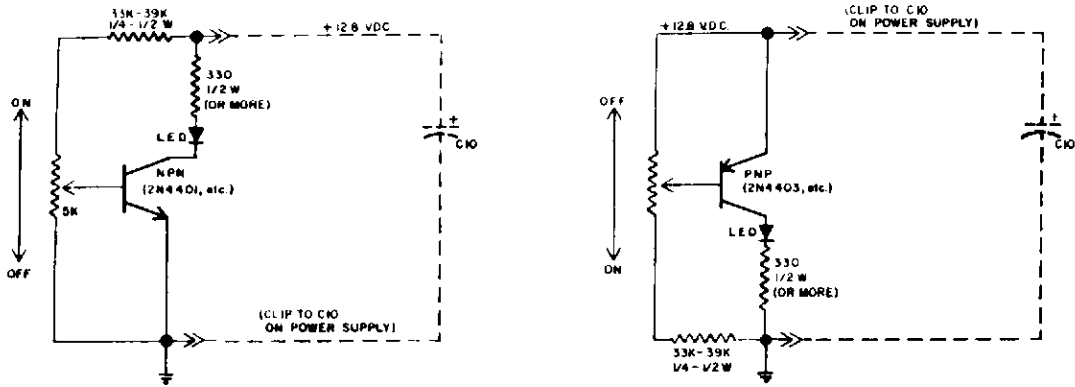 33K-39K
1/4-1/2 W
+12.8 VDC
330
1/2 W
(OR MORE)
ON
LED
+
C10
NPN
(2N4401, etc.)
5K
OFF
(CLIP TO C10
ON POWER SUPPLY)
(CLIP TO C10
ON POWER SUPPLY)
+12.8 VDC
OFF
+
C10
PNP
(2N4403, etc.)
LED
ON
330
1/2 W
(OR MORE)
33K-39K
1/4-1/2W